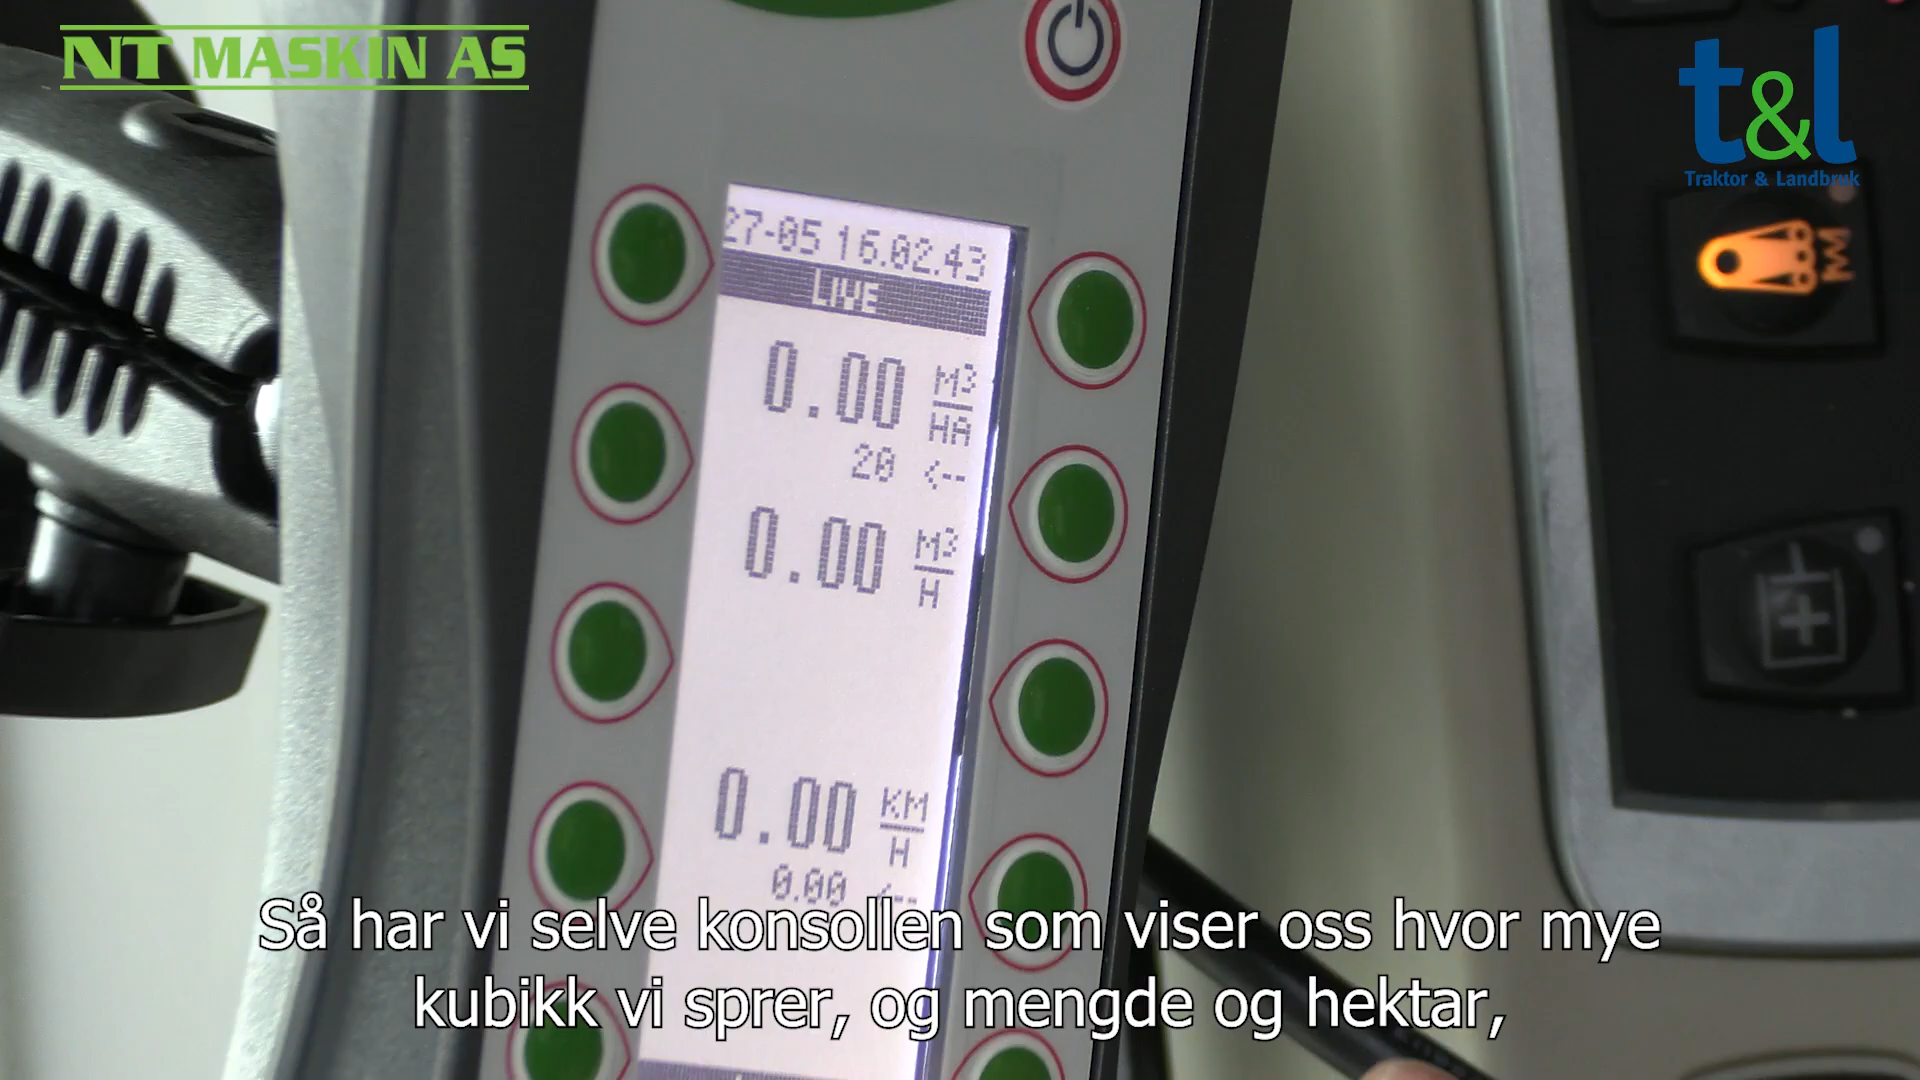 NT MASKIN AS
t&l
Traktor & Landbruk
27-05 16.02.43
LIVE
0.00 M3/HA
20 <--
0.00 M3/H
0.00 KM/H
0.00 <--
M
Så har vi selve konsollen som viser oss hvor mye
kubikk vi sprer, og mengde og hektar,